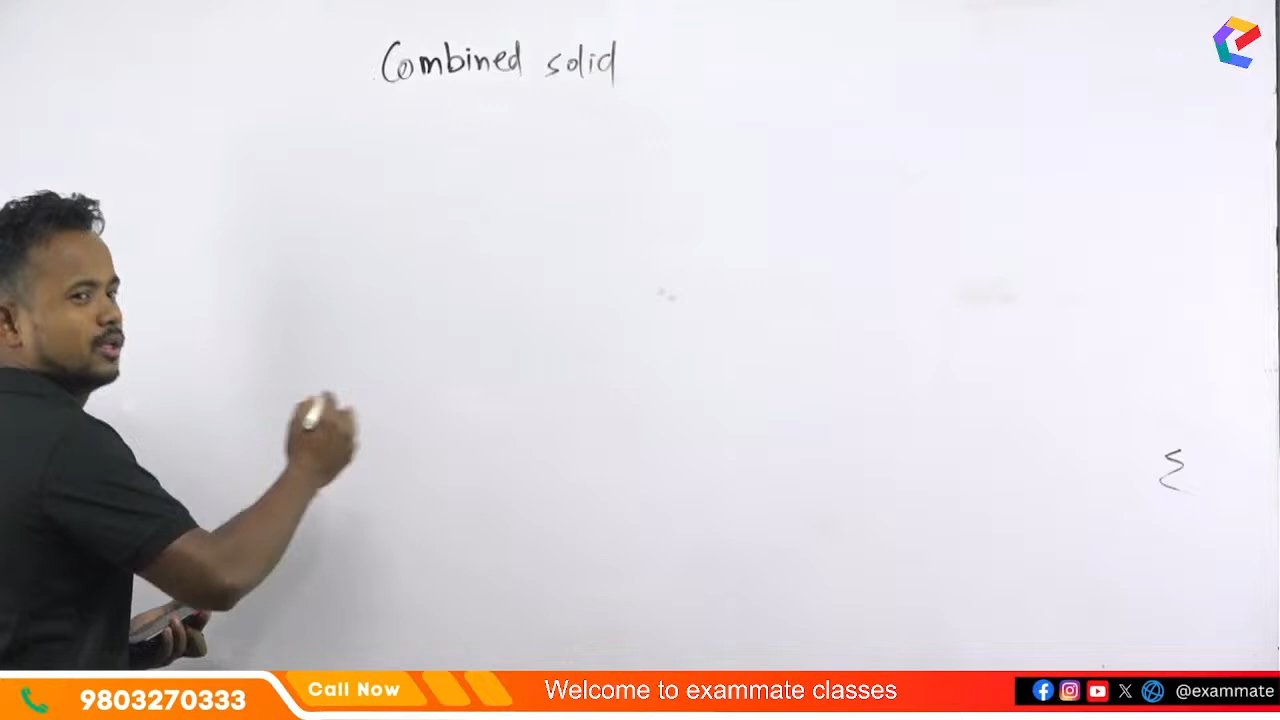 Combined solid
9803270333
Call Now
Welcome to exammate classes
@exammate